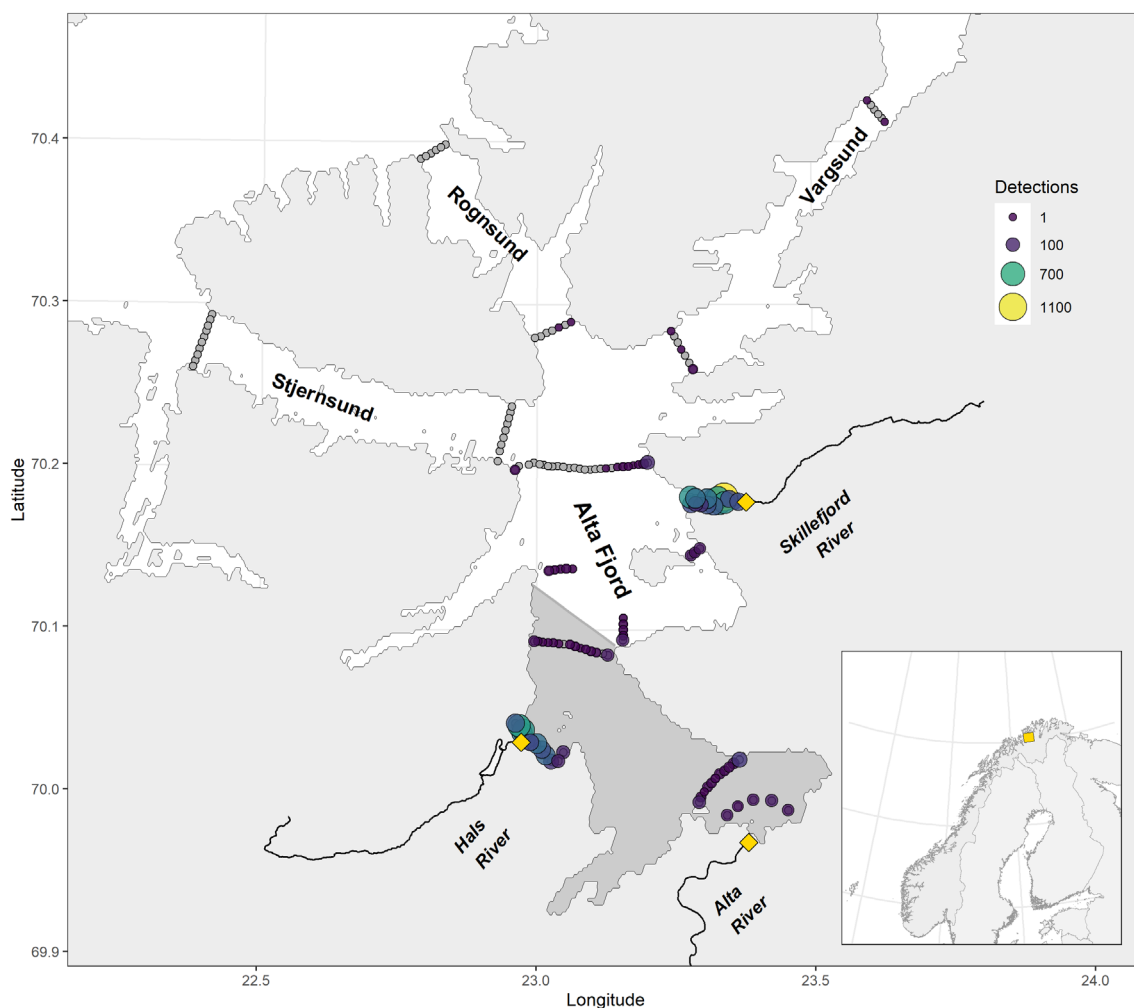 70.4
70.3
70.2
70.1
70.0
69.9
Latitude
Vargsund
Rognsund
Detections
1
100
700
1100
Stjernsund
Alta Fjord
Skillefjord
River
Hals
River
Alta
River
22.5
23.0
23.5
24.0
Longitude